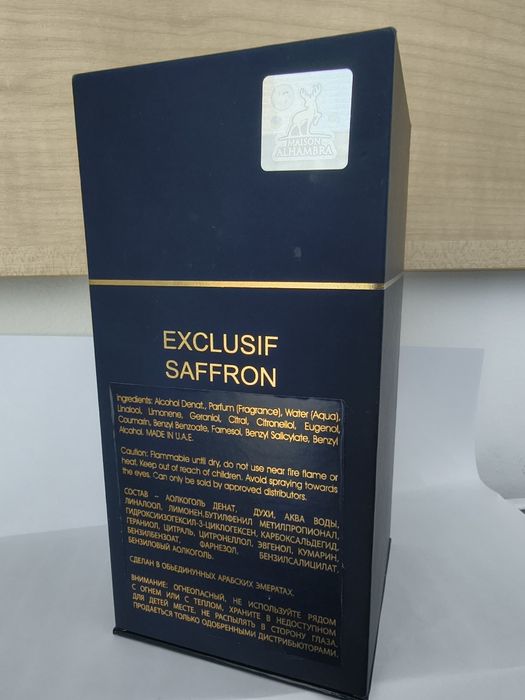 MAISON
ALHAMBRA
EXCLUSIF
SAFFRON
Ingredients: Alcohol Denat., Parfum (Fragrance), Water (Aqua),
Linalool, Limonene, Geraniol, Citral, Citronellol, Eugenol,
Coumarin, Benzyl Benzoate, Farnesol, Benzyl Salicylate, Benzyl
Alcohol. MADE IN U.A.E.
Caution: Flammable until dry, do not use near fire flame or
heat, Keep out of reach of children. Avoid spraying towards
the eyes. Can only be sold by approved distributors.
СОСТАВ – АОЛКОГОЛЬ ДЕНАТ, ДУХИ, АКВА ВОДЫ,
ЛИНАЛООЛ, ЛИМОНЕН.БУТИЛФЕНИЛ МЕТИЛПРОПИОНАЛ,
ГИДРОКСИИЗОГЕКСИЛ-3-ЦИКЛОГЕКСЕН, КАРБОКСАЛЬДЕГИД,
ГЕРАНИОЛ, ЦИТРАЛЬ, ЦИТРОНЕЛЛОЛ, ЭВГЕНОЛ, КУМАРИН,
БЕНЗИЛБЕНЗОАТ, ФАРНЕЗОЛ, БЕНЗИЛСАЛИЦИЛАТ,
БЕНЗИЛОВЫЙ АОЛКОГОЛЬ.
СДЕЛАН В ОБЬЕДИНУННЫХ АРАБСКИХ ЭМЕРАТАХ.
ВНИМАНИЕ: ОГНЕОПАСНЫЙ, НЕ ИСПОЛЬЗУЙТЕ РЯДОМ
С ОГНЕМ ИЛИ С ТЕПЛОМ, ХРАНИТЕ В НЕДОСТУПНОМ
ДЛЯ ДЕТЕЙ МЕСТЕ, НЕ РАСПЫЛЯТЬ В СТОРОНУ ГЛАЗА,
ПРОДАЕТЬСЯ ТОЛЬКО ОДОБРЕННЫМИ ДИСТРИБЬЮТОРАМИ.